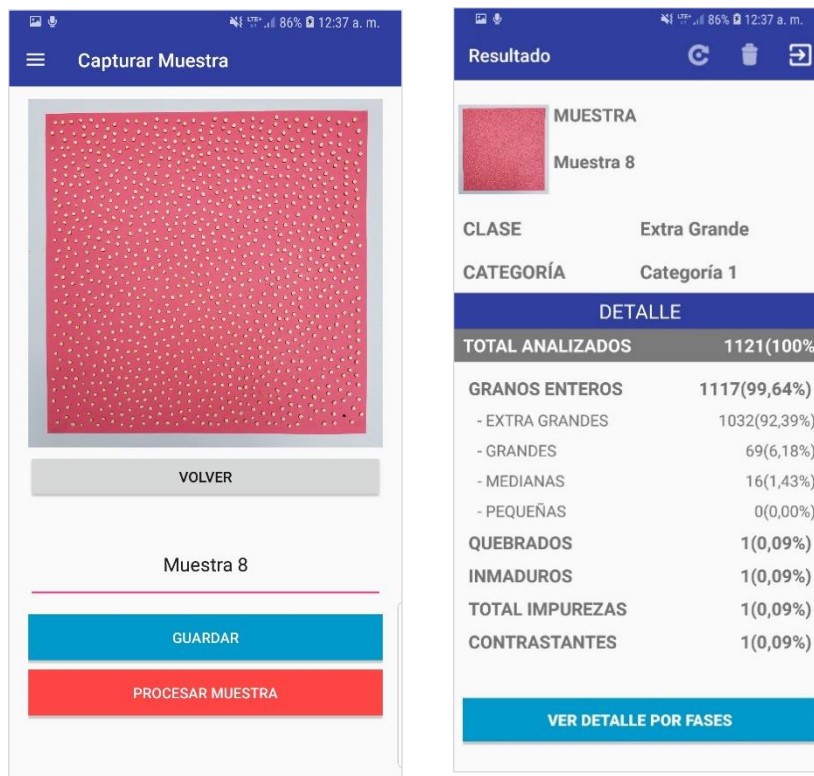 LTE+ 86% 12:37 a. m.
Capturar Muestra
VOLVER
Muestra 8
GUARDAR
PROCESAR MUESTRA
LTE+ 86% 12:37 a. m.
Resultado
MUESTRA
Muestra 8
CLASE Extra Grande
CATEGORÍA Categoría 1
DETALLE
TOTAL ANALIZADOS 1121(100%
GRANOS ENTEROS 1117(99,64%)
- EXTRA GRANDES 1032(92,39%)
- GRANDES 69(6,18%)
- MEDIANAS 16(1,43%)
- PEQUEÑAS 0(0,00%)
QUEBRADOS 1(0,09%)
INMADUROS 1(0,09%)
TOTAL IMPUREZAS 1(0,09%)
CONTRASTANTES 1(0,09%)
VER DETALLE POR FASES